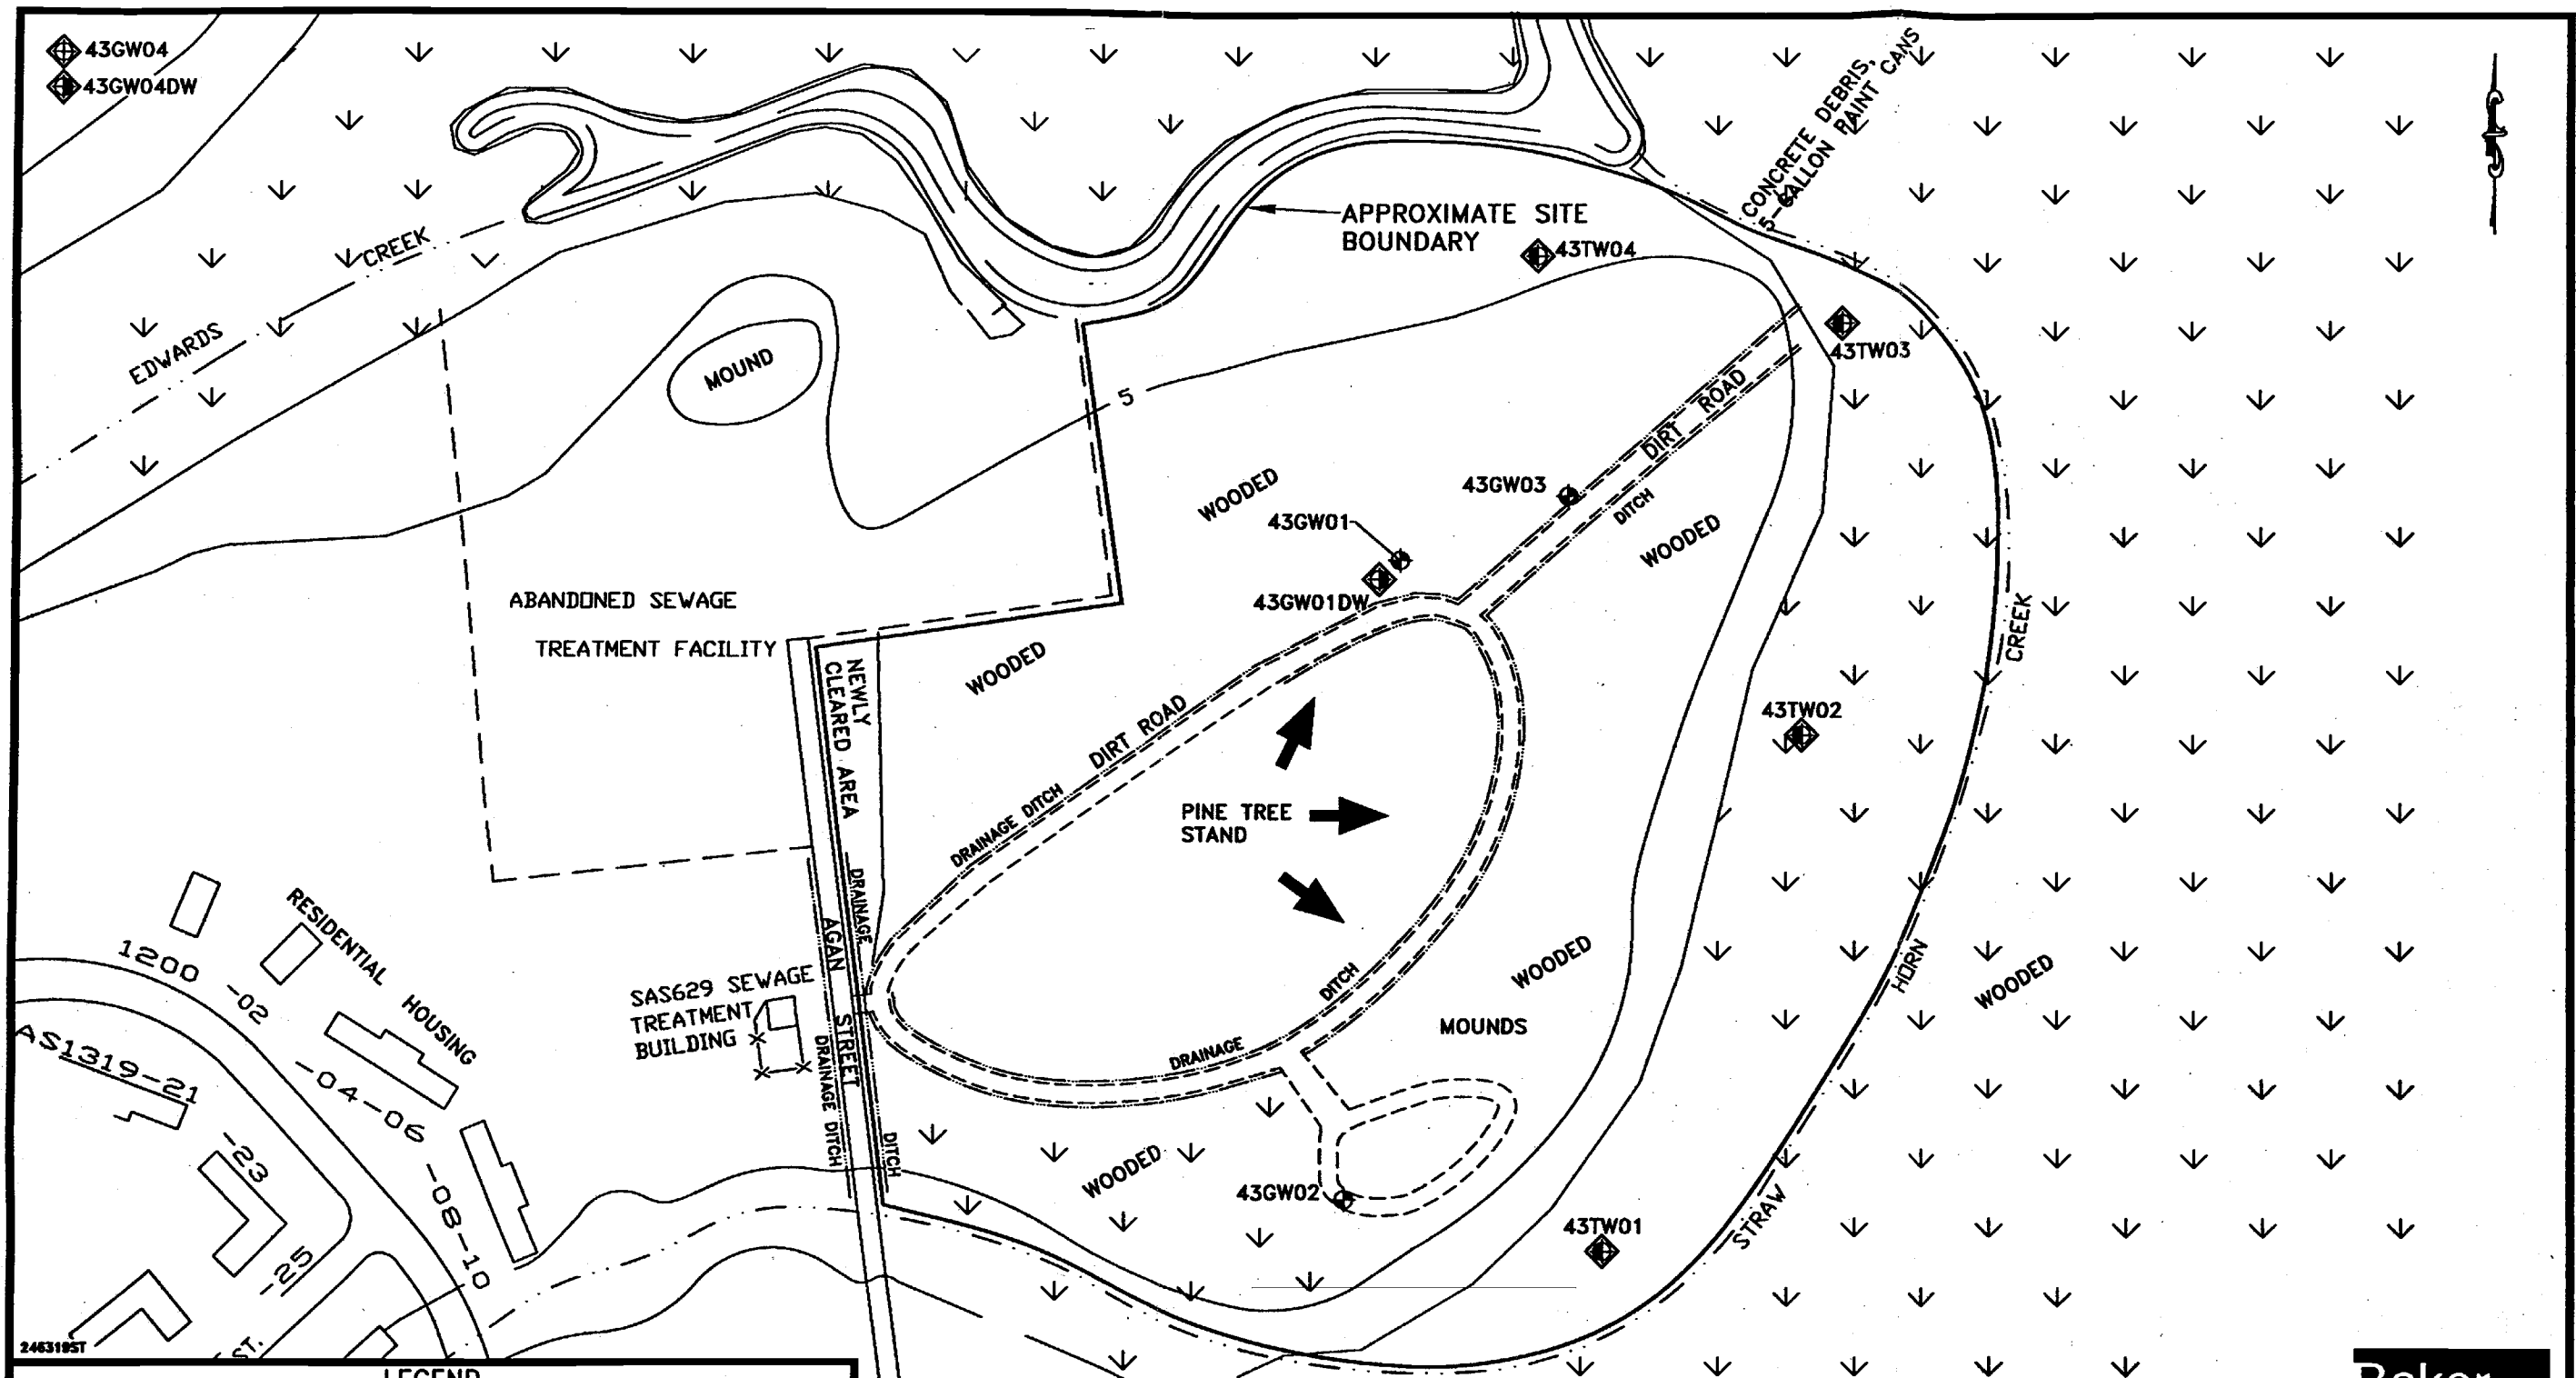 43GW04
43GW04DW
CONCRETE DEBRIS,
5-GALLON PAINT CANS
APPROXIMATE SITE
BOUNDARY
43TW04
EDWARDS CREEK
43TW03
MOUND
5
DIRT ROAD
WOODED
43GW03
DITCH
43GW01
WOODED
43GW01DW
ABANDONED SEWAGE
TREATMENT FACILITY
WOODED
NEWLY
CLEARED AREA
DIRT ROAD
43TW02
DRAINAGE DITCH
PINE TREE
STAND
DRAINAGE
DITCH
AGAN STREET
DRAINAGE DITCH
RESIDENTIAL HOUSING
1200 -02
-04-06
-08-10
SAS629 SEWAGE
TREATMENT
BUILDING
AS1319-21
-23
-25
ST.
DRAINAGE DITCH
WOODED
MOUNDS
WOODED
STRAW HORN CREEK
WOODED
43GW02
43TW01
246319ST
LEGEND
Baker